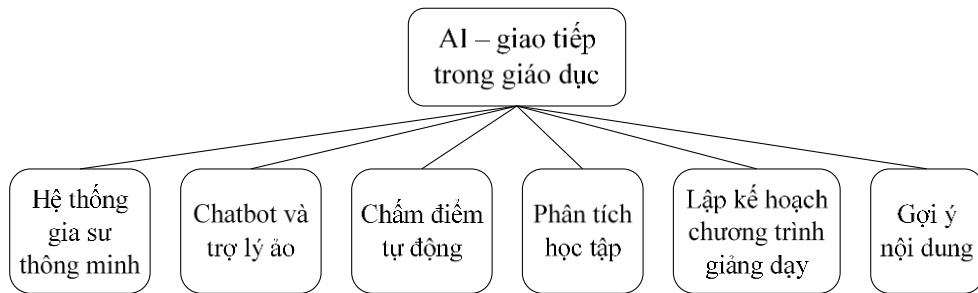 AI – giao tiếp
trong giáo dục
Hệ thống
gia sư
thông minh
Chatbot và
trợ lý ảo
Chấm điểm
tự động
Phân tích
học tập
Lập kế hoạch
chương trình
giảng dạy
Gợi ý
nội dung